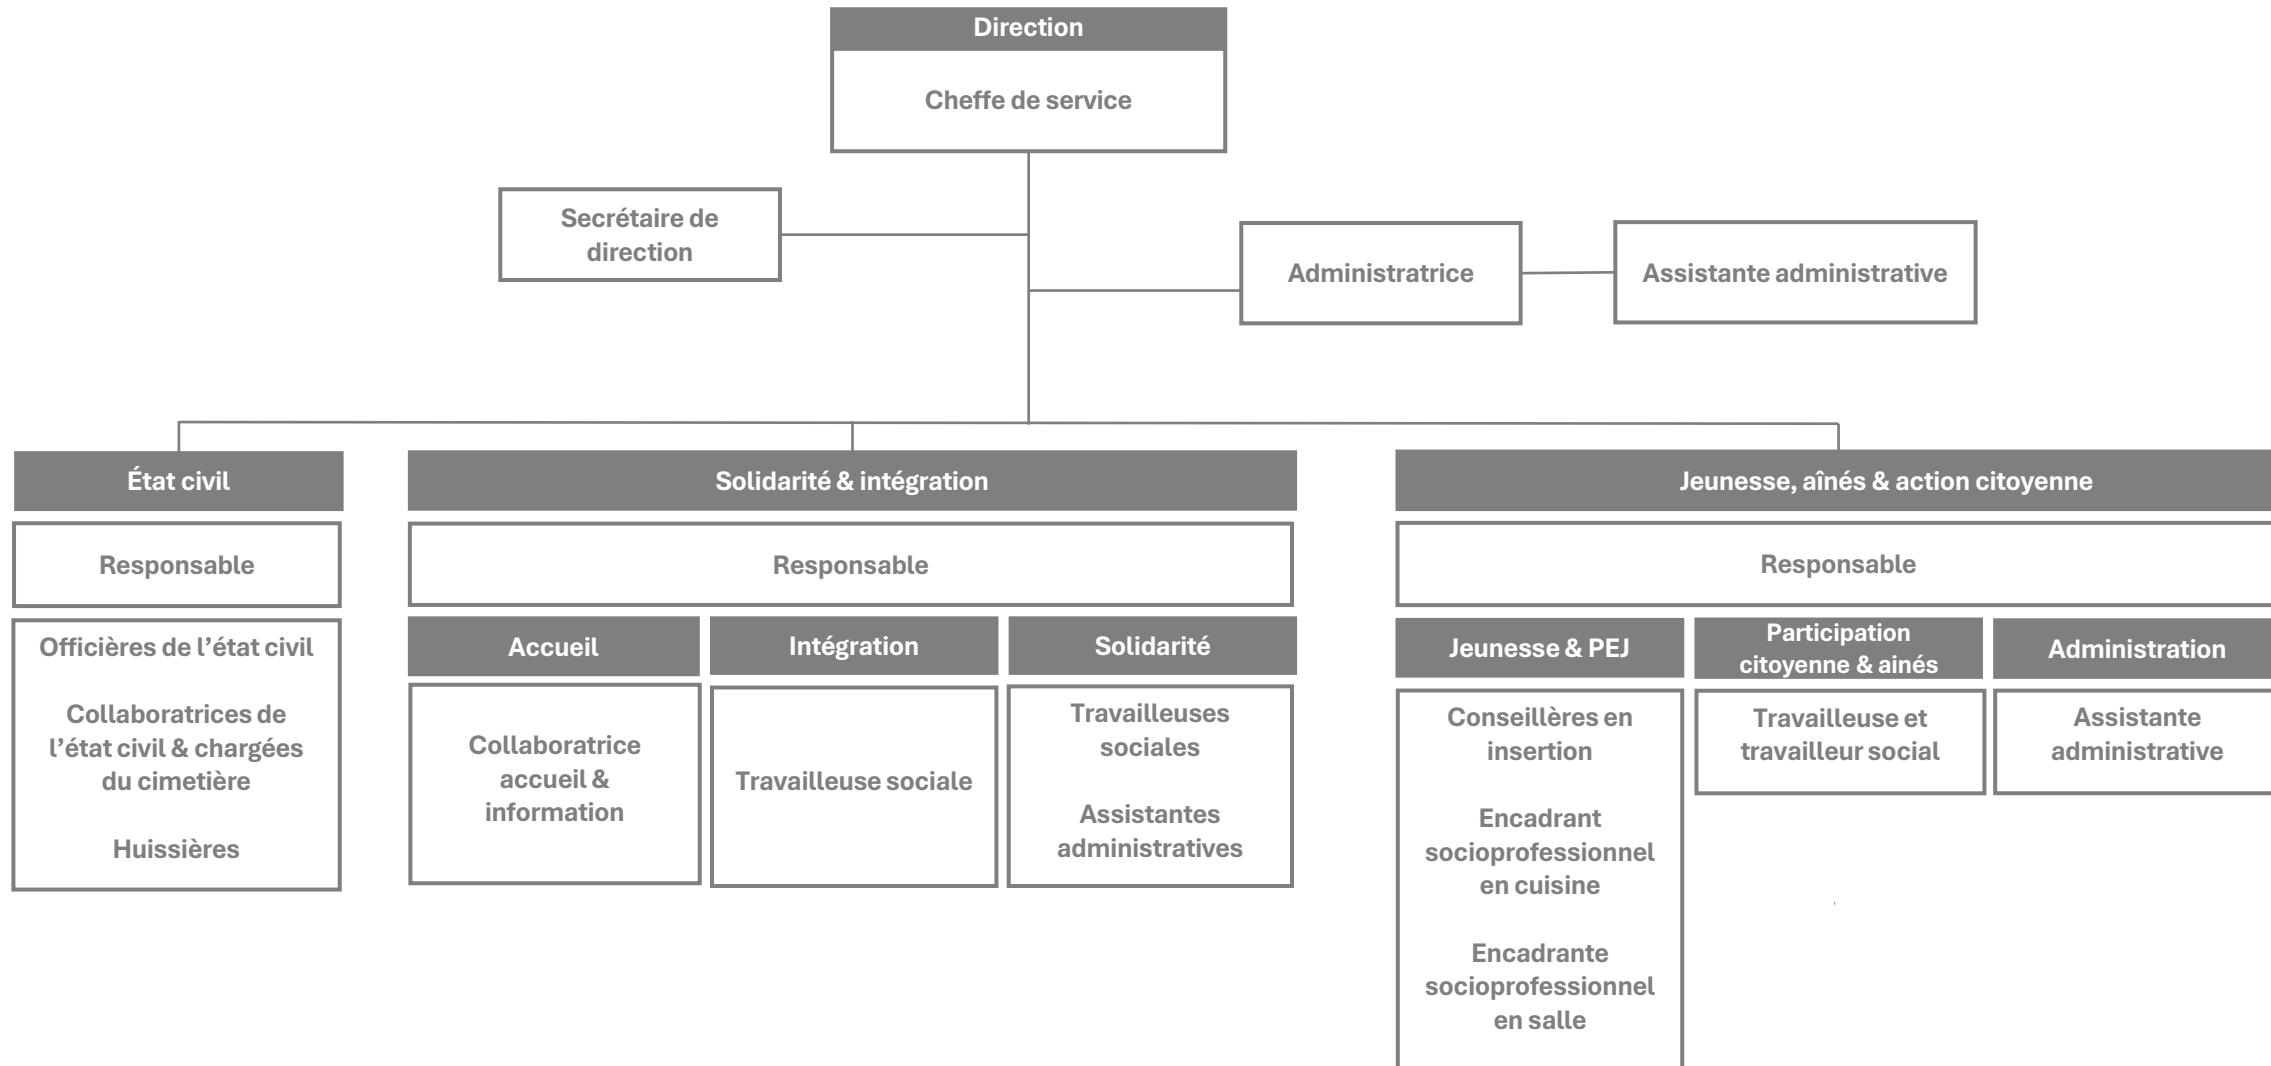 Direction
Cheffe de service
Secrétaire de
direction
Administratrice
Assistante administrative
État civil
Responsable
Officières de l'état civil
Collaboratrices de
l'état civil & chargées
du cimetière
Huissières
Solidarité & intégration
Responsable
Accueil
Collaboratrice
accueil &
information
Intégration
Travailleuse sociale
Solidarité
Travailleuses
sociales
Assistantes
administratives
Jeunesse, aînés & action citoyenne
Responsable
Jeunesse & PEJ
Conseillères en
insertion
Encadrant
socioprofessionnel
en cuisine
Encadrante
socioprofessionnel
en salle
Participation
citoyenne & ainés
Travailleuse et
travailleur social
Administration
Assistante
administrative